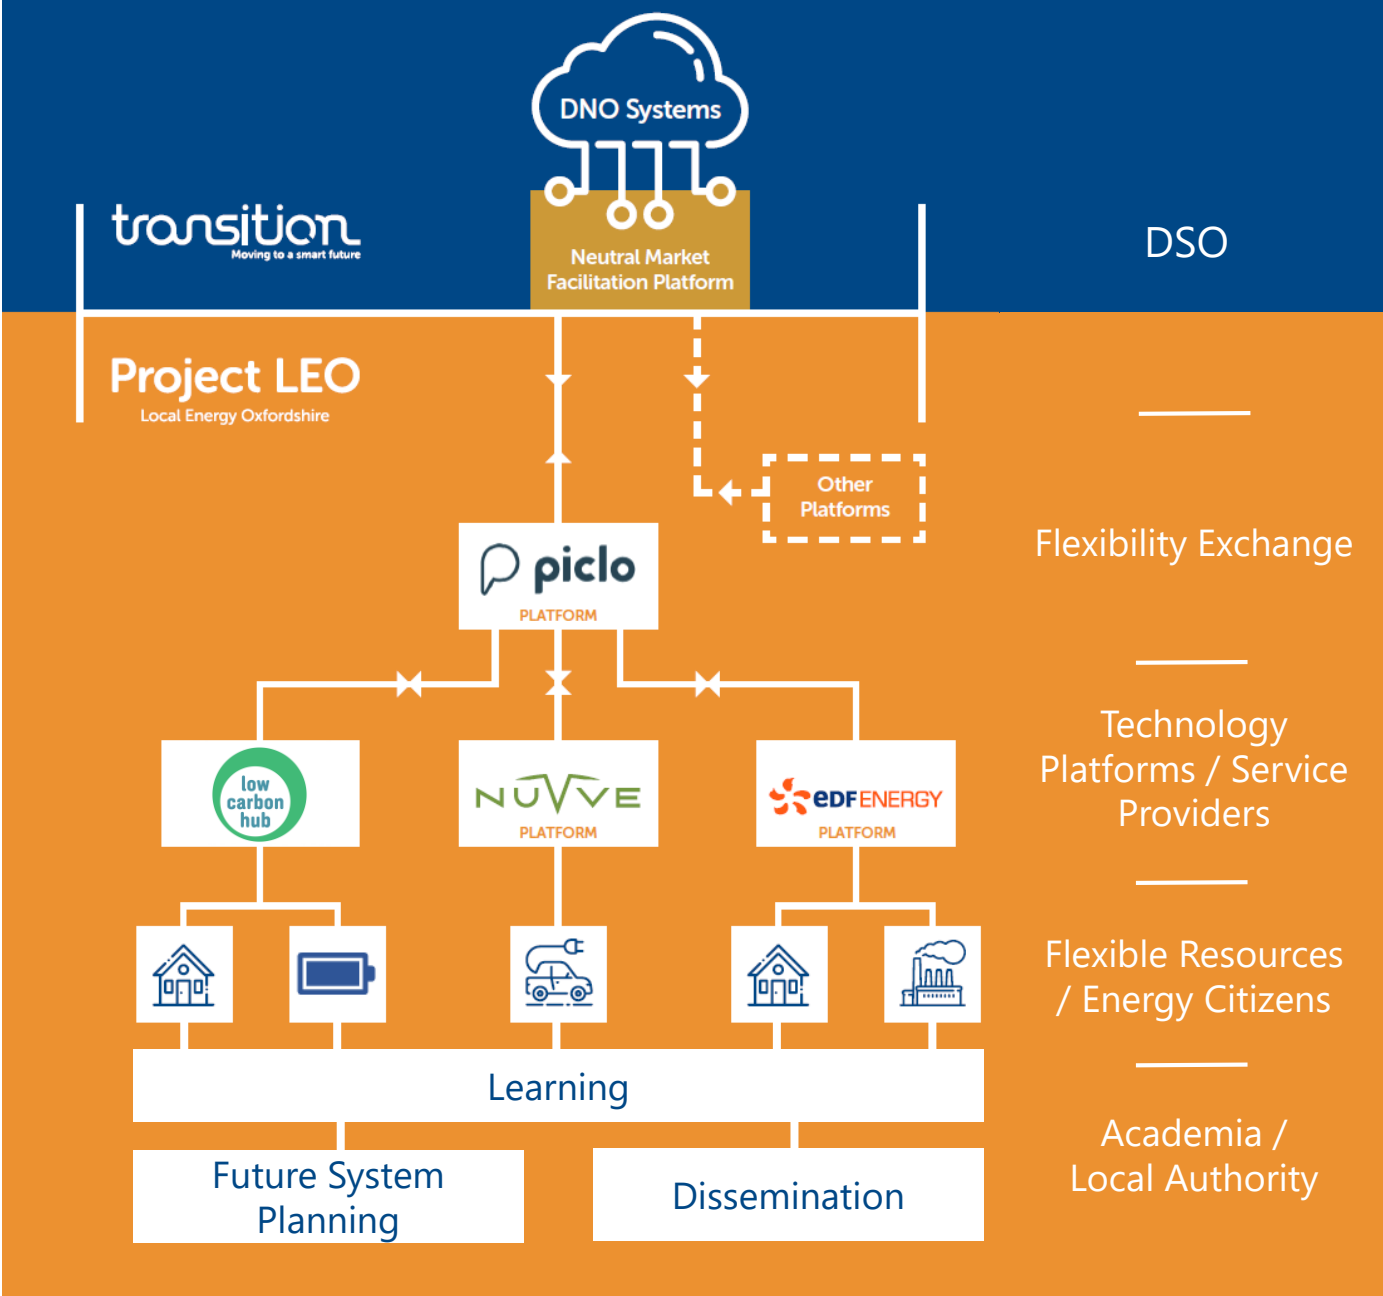 DNO Systems
transition
Moving to a smart future
Neutral Market
Facilitation Platform
DSO
Project LEO
Local Energy Oxfordshire
Other
Platforms
Flexibility Exchange
piclo
PLATFORM
Technology
Platforms / Service
Providers
low
carbon
hub
NUVVE
PLATFORM
eDF ENERGY
PLATFORM
Flexible Resources
/ Energy Citizens
Learning
Academia /
Local Authority
Future System
Planning
Dissemination